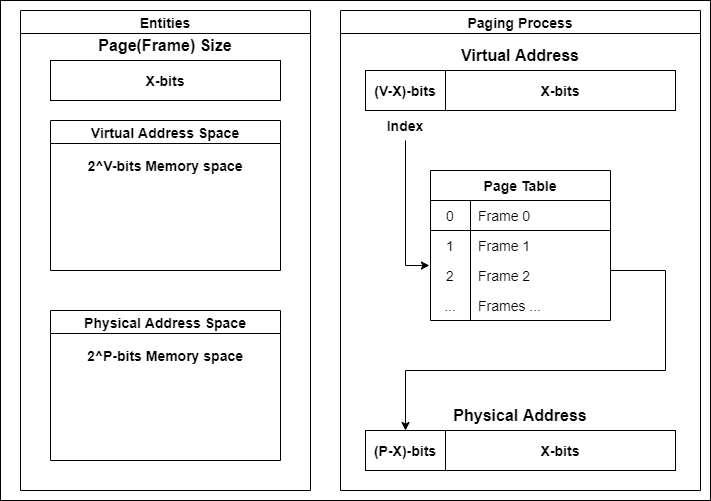 Entities
Page(Frame) Size
X-bits
Virtual Address Space
2^V-bits Memory space
Physical Address Space
2^P-bits Memory space
Paging Process
Virtual Address
(V-X)-bits X-bits
Index
Page Table
0 Frame 0
1 Frame 1
2 Frame 2
... Frames ...
Physical Address
(P-X)-bits X-bits